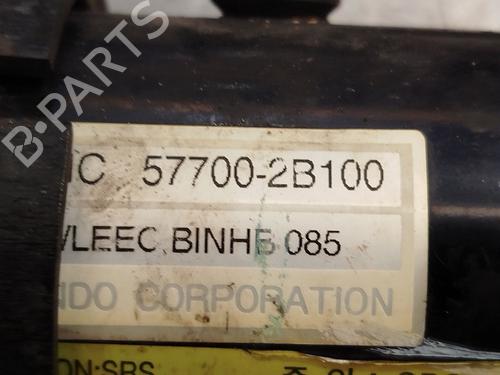 B-PARTS
C 57700-2B100
VLEEC BINHB 085
NDO CORPORATION
ON:SRS